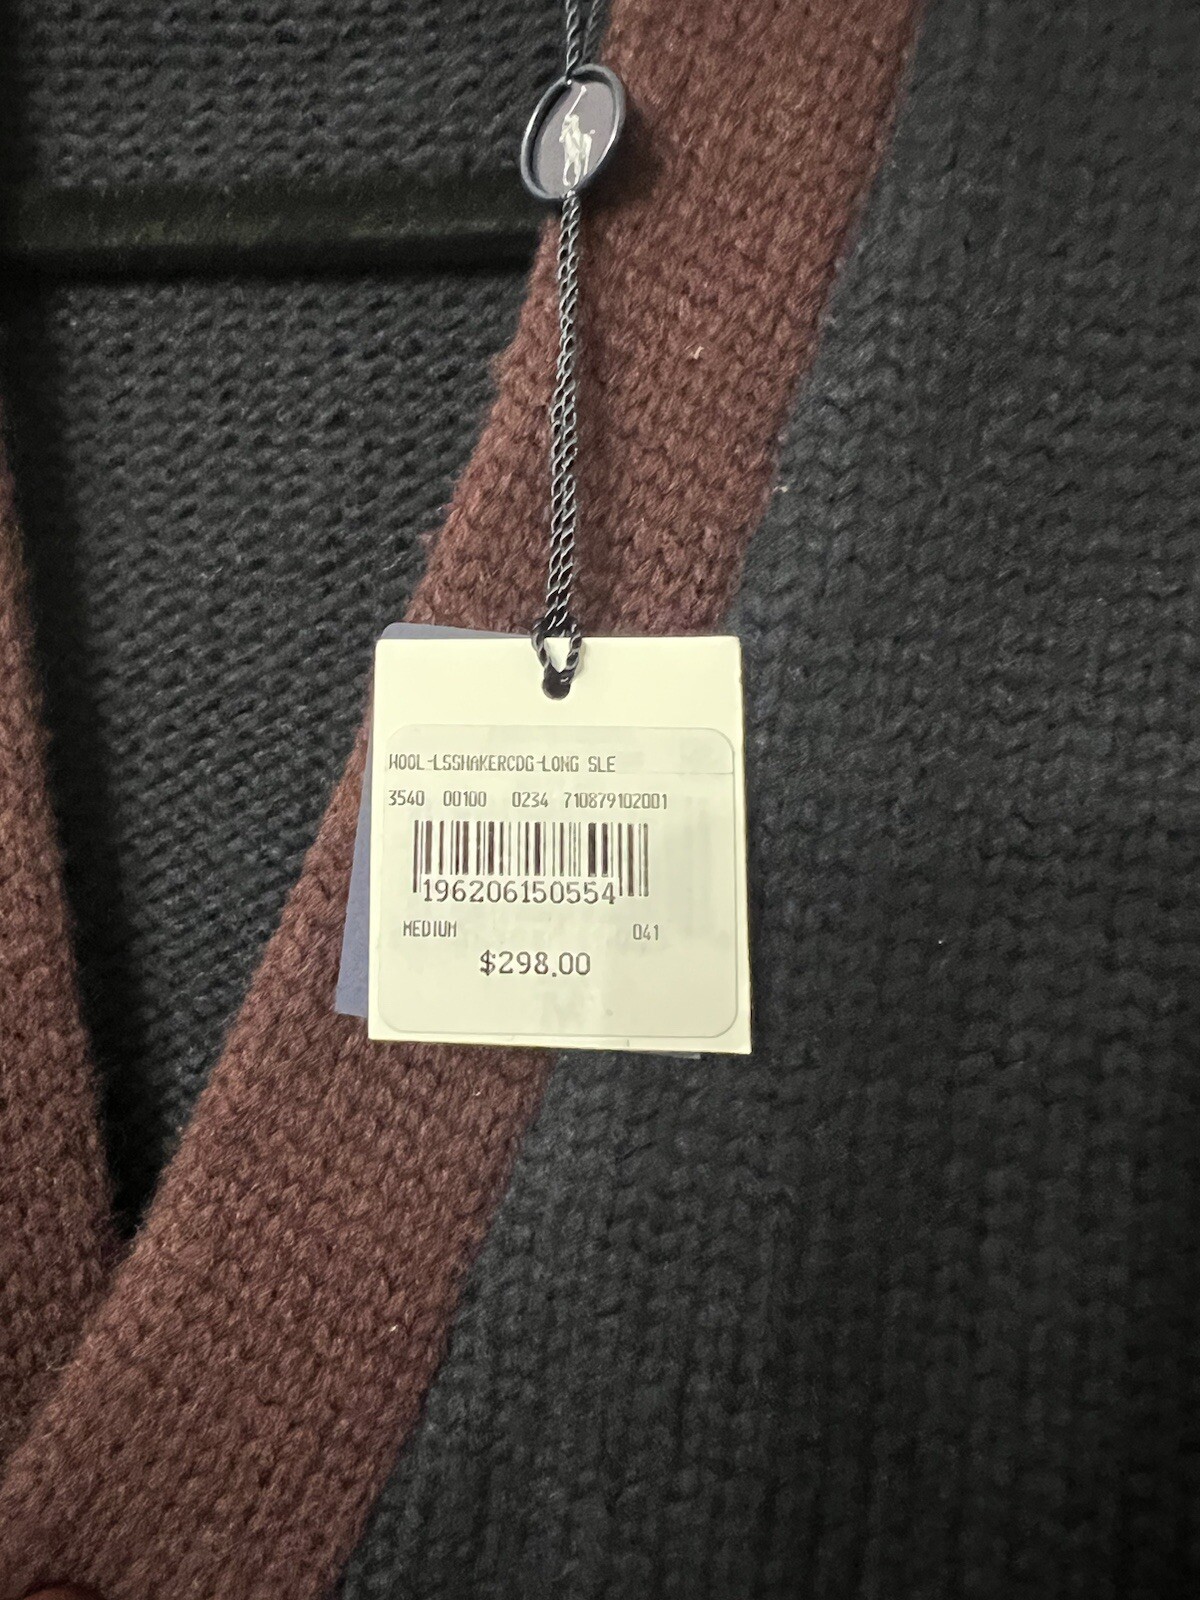 WOOL-LSSHAKERCDG-LONG SLE
3540 00100 0234 710879102001
196206150554
MEDIUM 041
$298.00